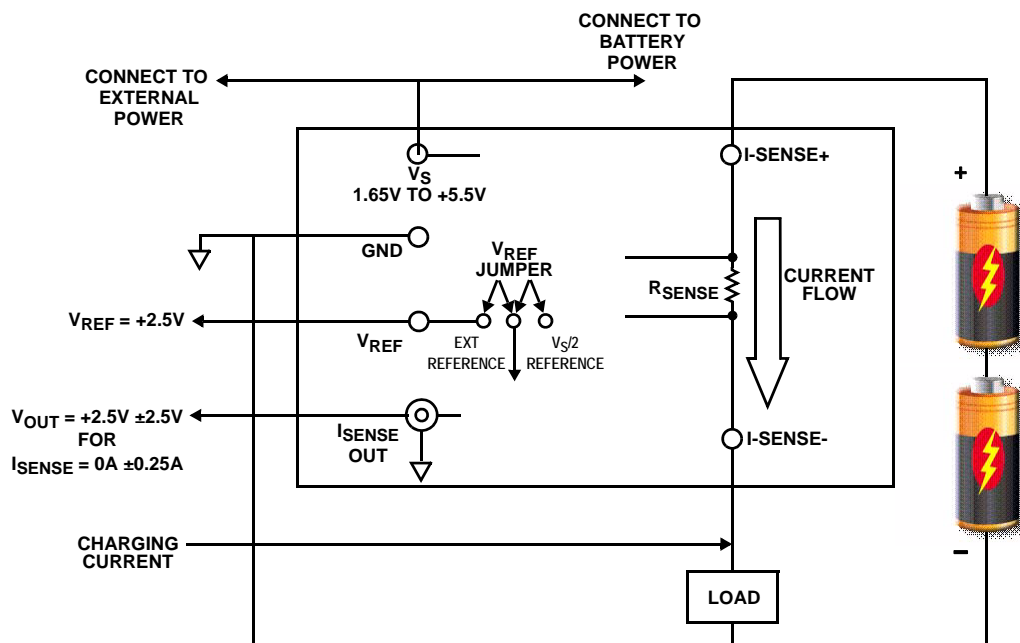 CONNECT TO
BATTERY
POWER
CONNECT TO
EXTERNAL
POWER
VS
1.65V TO +5.5V
I-SENSE+
+
GND
VREF
JUMPER
RSENSE
CURRENT
FLOW
VREF = +2.5V
VREF
EXT
REFERENCE
VS/2
REFERENCE
VOUT = +2.5V ±2.5V
FOR
ISENSE = 0A ±0.25A
ISENSE
OUT
I-SENSE-
–
CHARGING
CURRENT
LOAD